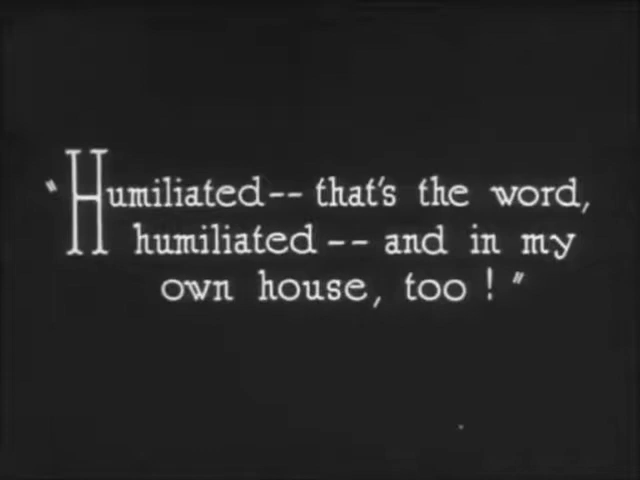 "Humiliated-- that's the word,
humiliated -- and in my
own house, too!"